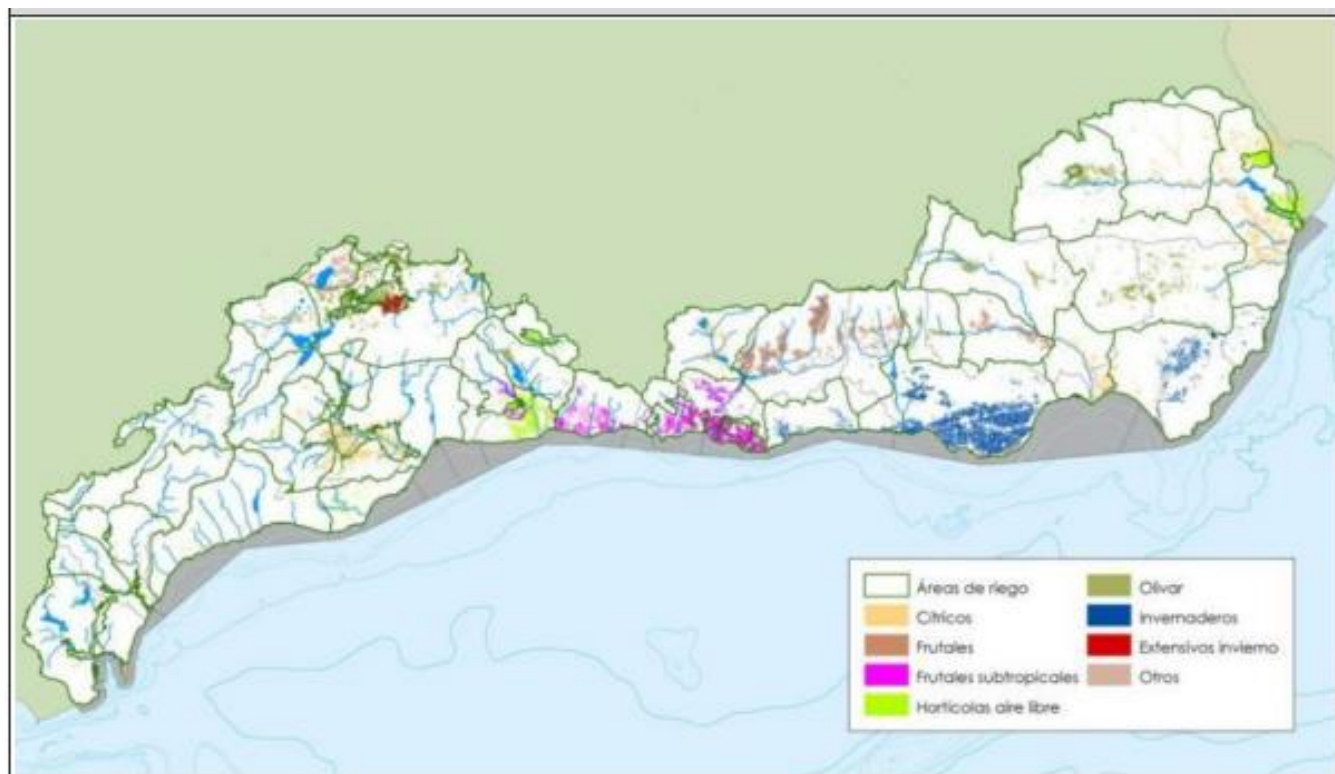 Áreas de riego
Cítricos
Frutales
Frutales subtropicales
Hortícolas aire libre
Olivar
Invernaderos
Extensivos invierno
Otros